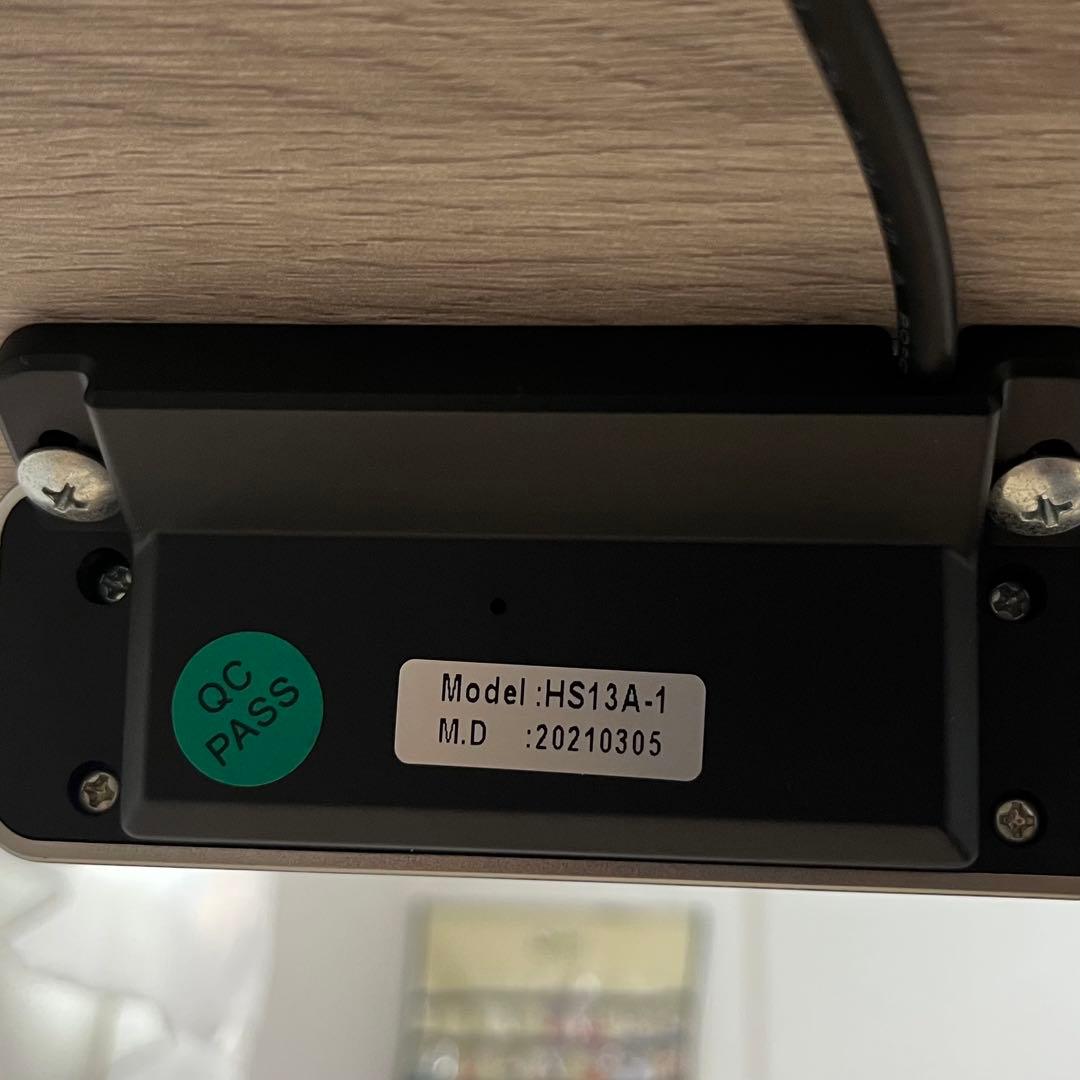 QC
PASS
Model :HS13A-1
M.D :20210305